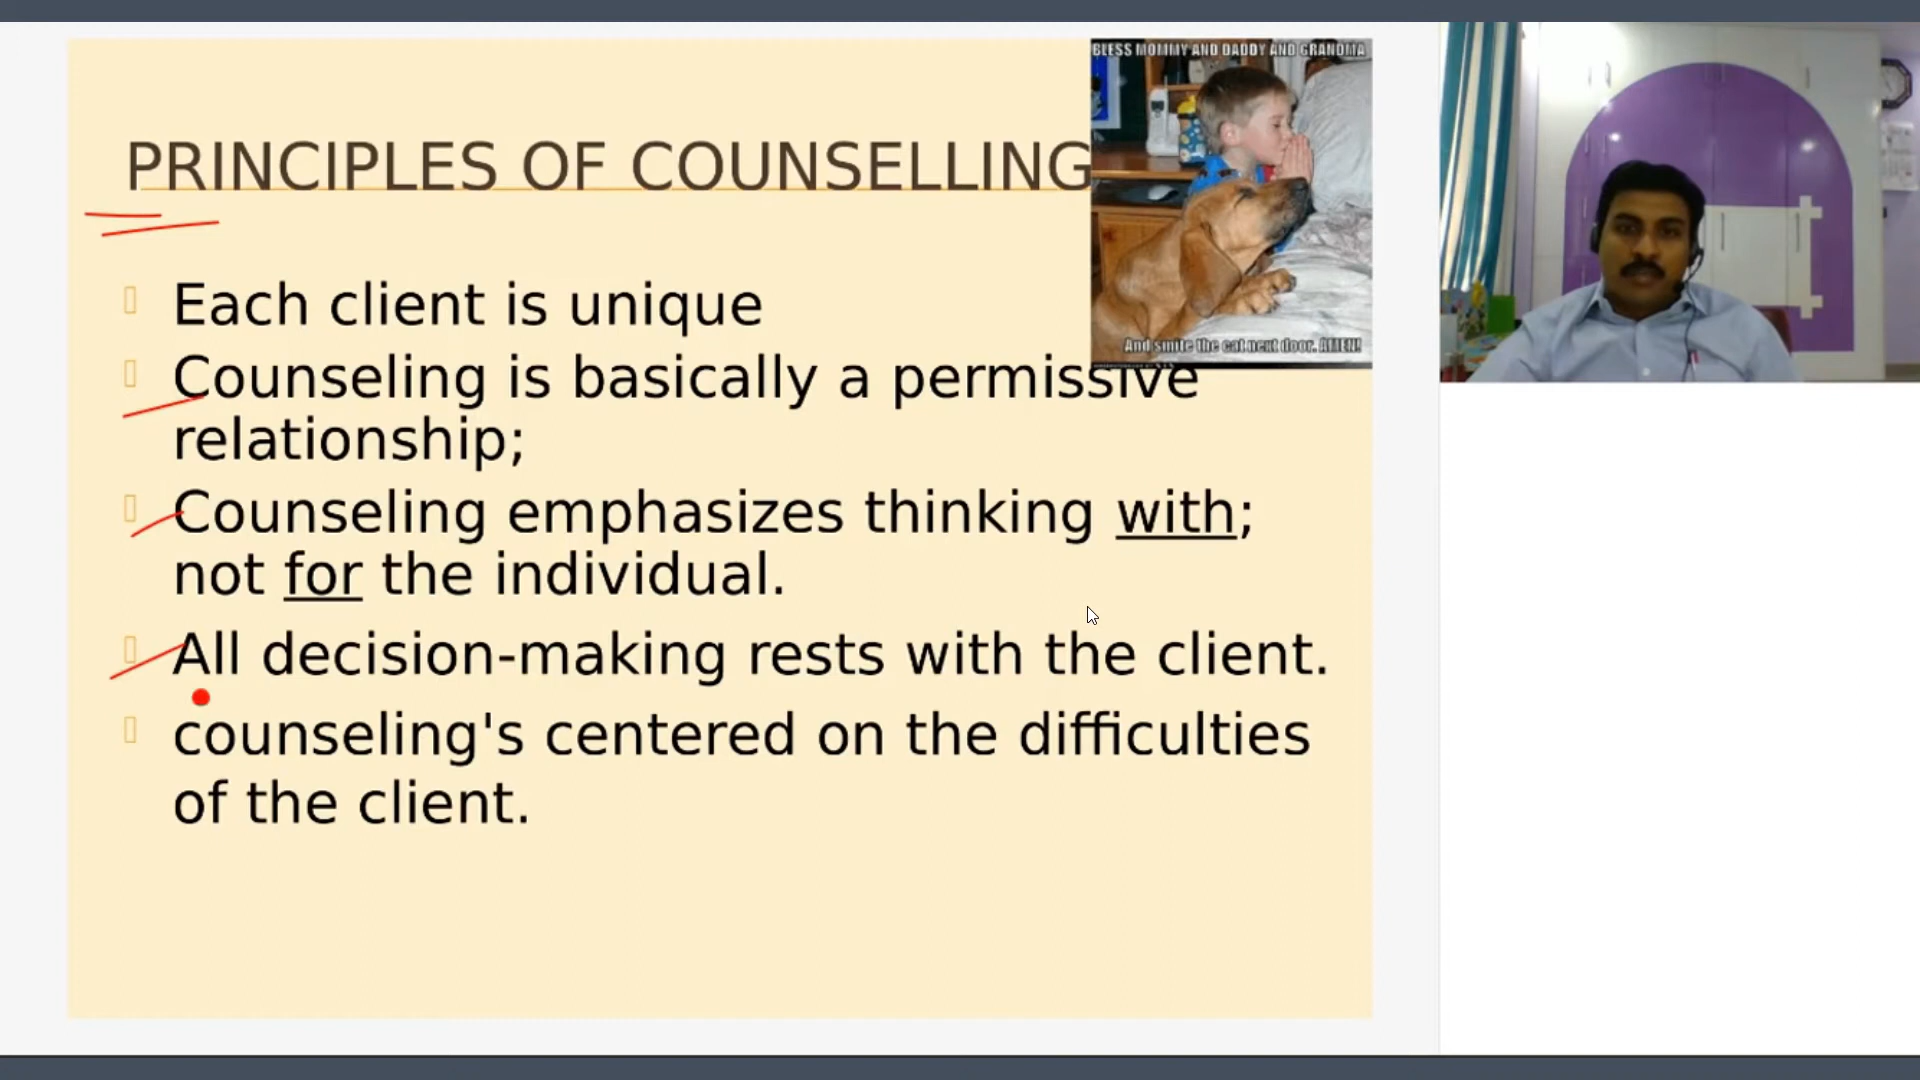 BLESS MOMMY AND DADDY AND GRANDMA
And smite the cat next door. AMEN!
PRINCIPLES OF COUNSELLING
Each client is unique
Counseling is basically a permissive
relationship;
Counseling emphasizes thinking with;
not for the individual.
All decision-making rests with the client.
counseling's centered on the difficulties
of the client.